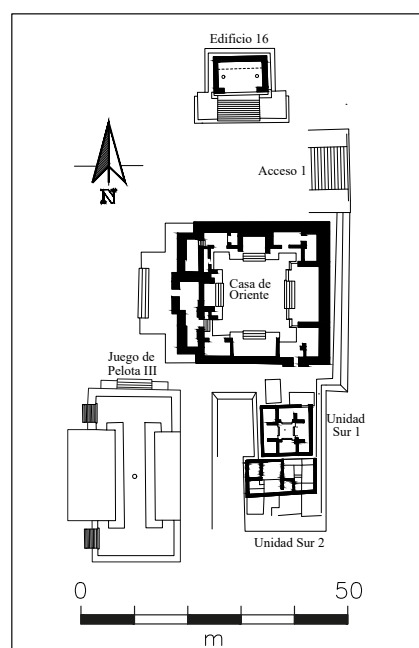 Edificio 16
Acceso 1
N
Casa de
Oriente
Juego de
Pelota III
Unidad
Sur 1
Unidad Sur 2
0 50
m